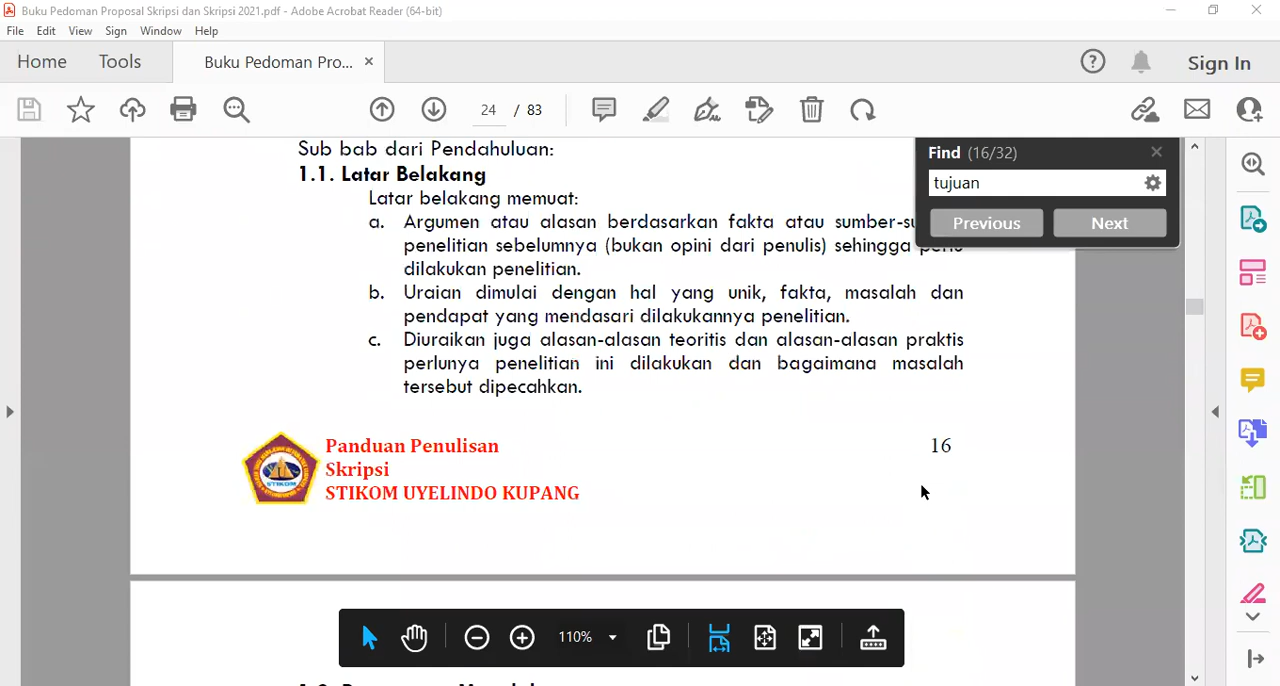 Buku Pedoman Proposal Skripsi dan Skripsi 2021.pdf - Adobe Acrobat Reader (64-bit)
File Edit View Sign Window Help
Home Tools Buku Pedoman Pro... × Sign In
24 / 83
Find (16/32)
tujuan
Previous Next
Sub bab dari Pendahuluan:
1.1. Latar Belakang
Latar belakang memuat:
a. Argumen atau alasan berdasarkan fakta atau
penelitian sebelumnya (bukan opini dari penulis) sehingga
dilakukan penelitian.
b. Uraian dimulai dengan hal yang unik, fakta, masalah dan
pendapat yang mendasari dilakukannya penelitian.
c. Diuraikan juga alasan-alasan teoritis dan alasan-alasan praktis
perlunya penelitian ini dilakukan dan bagaimana masalah
tersebut dipecahkan.
STIKOM
Panduan Penulisan
Skripsi
STIKOM UYELINDO KUPANG
16
110%